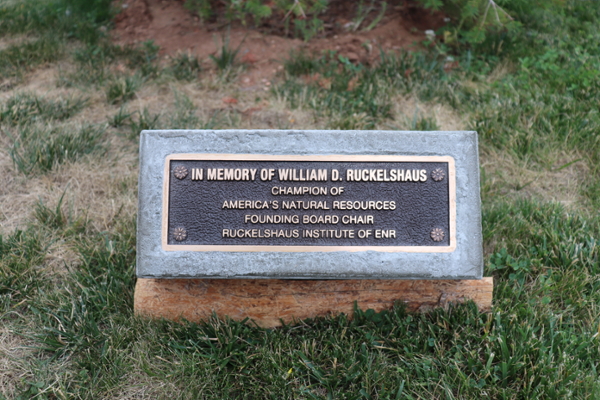 IN MEMORY OF WILLIAM D. RUCKELSHAUS
CHAMPION OF
AMERICA'S NATURAL RESOURCES
FOUNDING BOARD CHAIR
RUCKELSHAUS INSTITUTE OF ENR